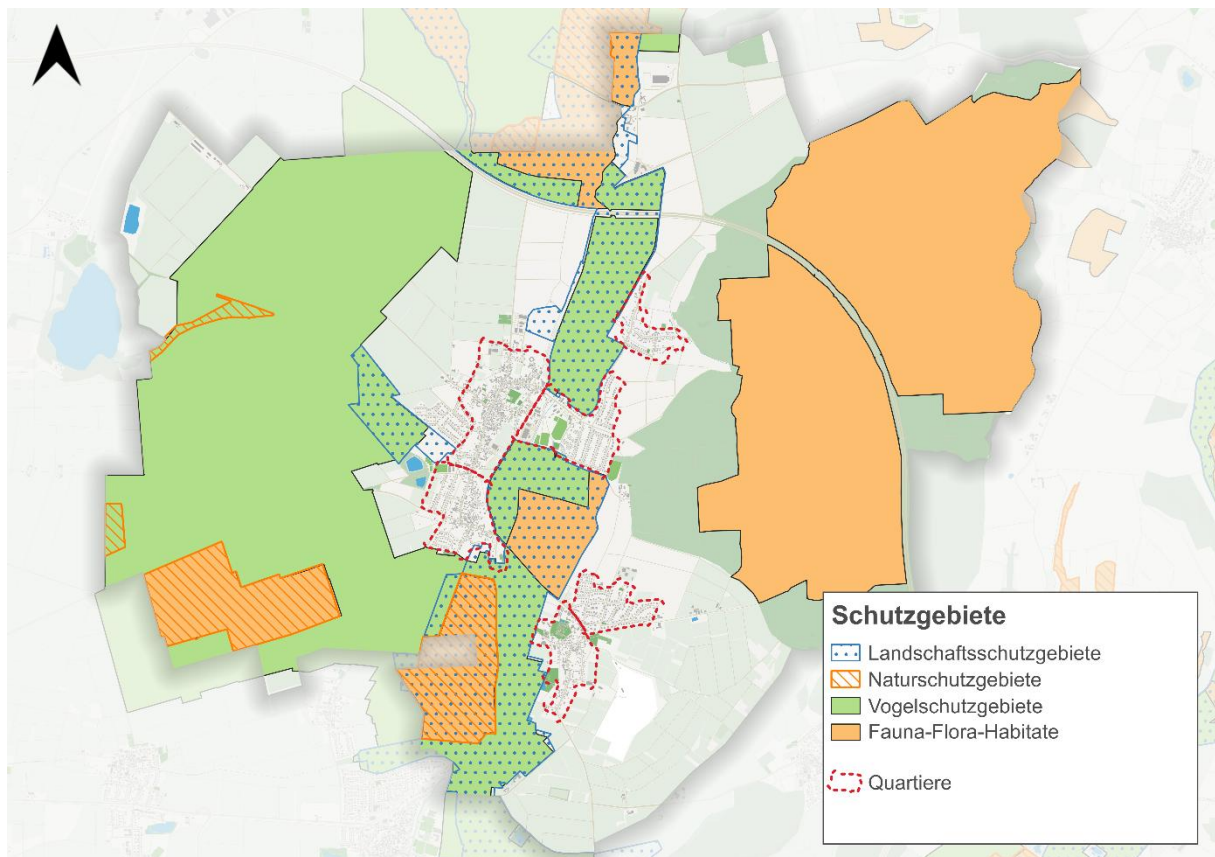 Schutzgebiete
Landschaftsschutzgebiete
Naturschutzgebiete
Vogelschutzgebiete
Fauna-Flora-Habitate
Quartiere